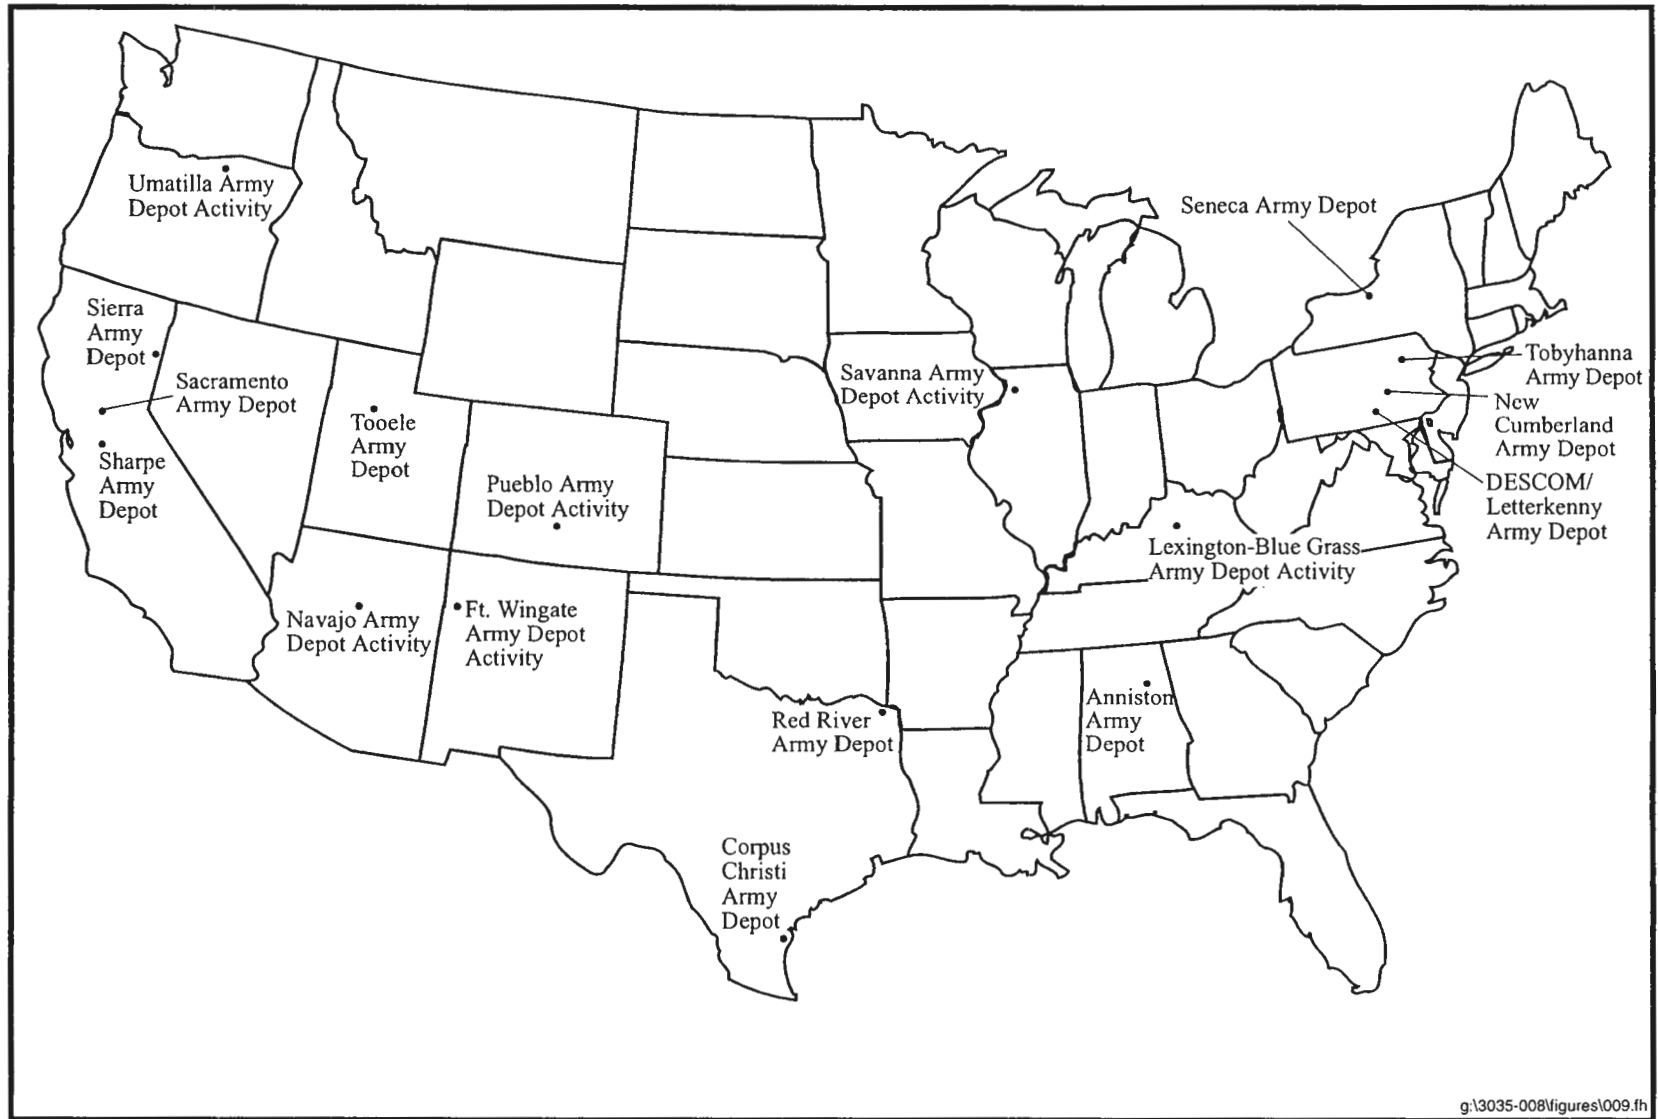 Umatilla Army
Depot Activity
Seneca Army Depot
Sierra
Army
Depot
Sacramento
Army Depot
Sharpe
Army
Depot
Tooele
Army
Depot
Pueblo Army
Depot Activity
Savanna Army
Depot Activity
Tobyhanna
Army Depot
New
Cumberland
Army Depot
DESCOM/
Letterkenny
Army Depot
Lexington-Blue Grass
Army Depot Activity
Navajo Army
Depot Activity
Ft. Wingate
Army Depot
Activity
Red River
Army Depot
Anniston
Army
Depot
Corpus
Christi
Army
Depot
g:\3035-008\figures\009.fh